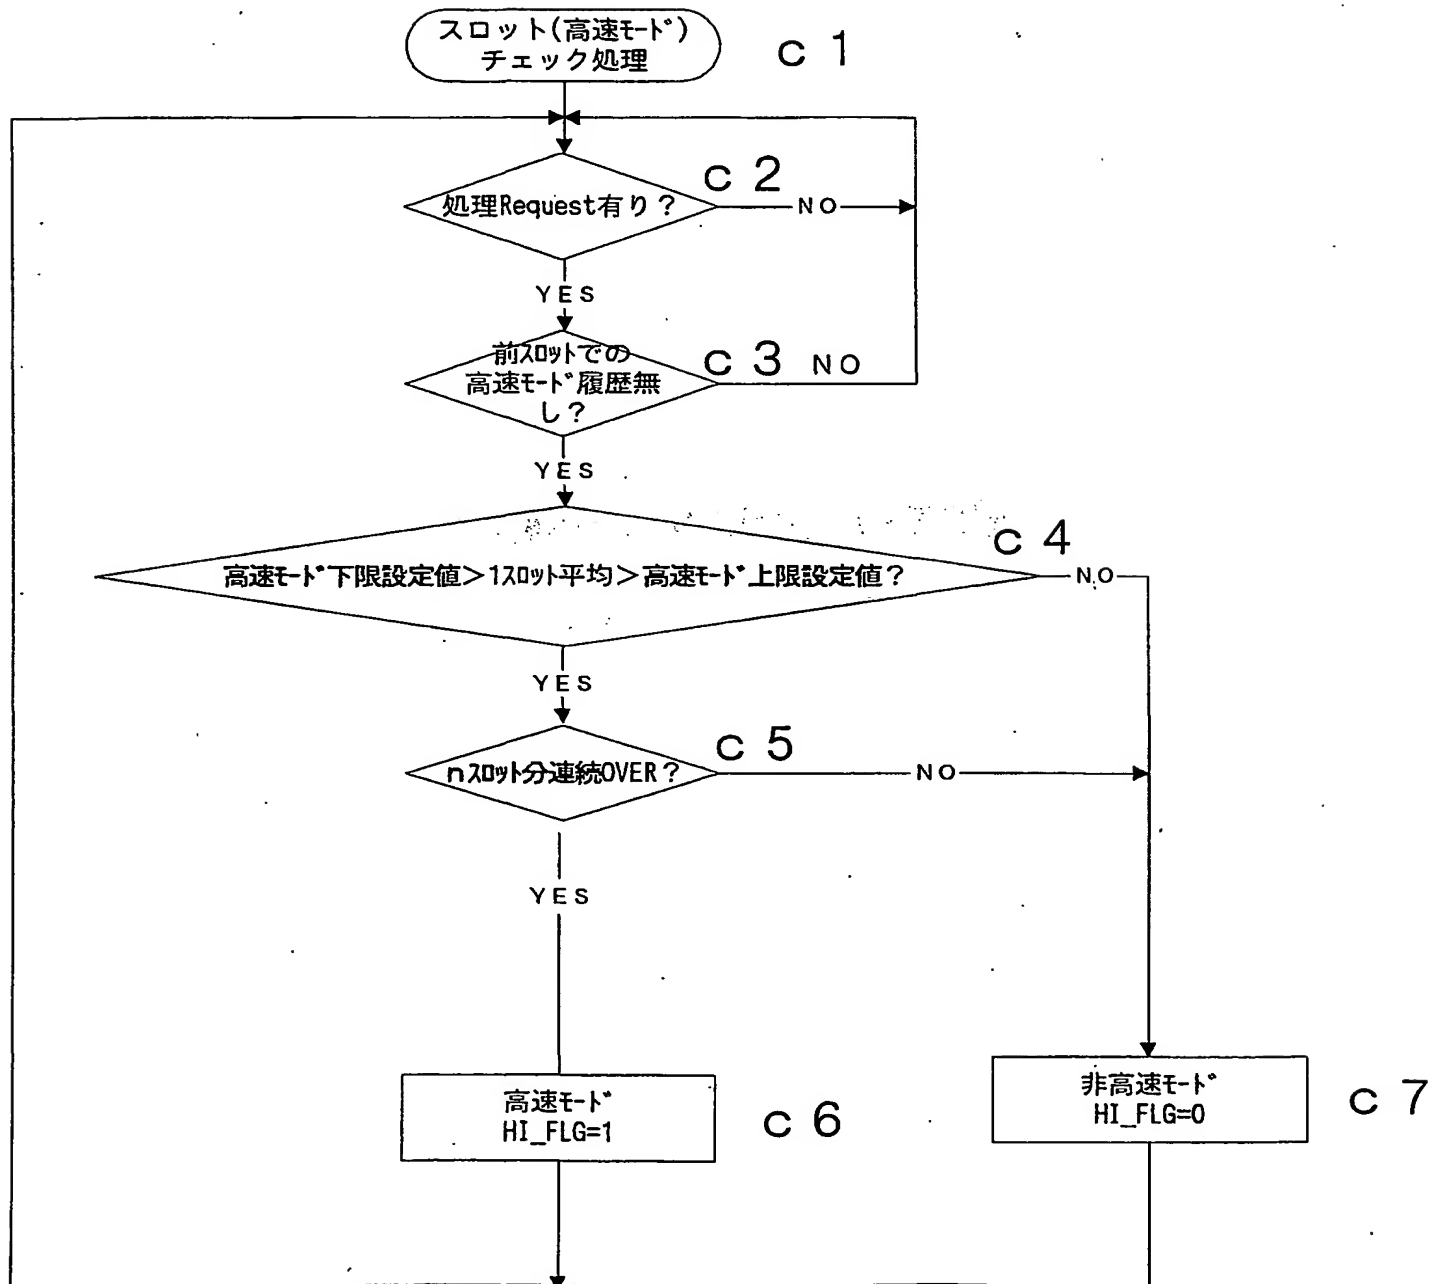 スロット(高速ﾓｰﾄﾞ)
チェック処理
c 1
処理Request有り？
c 2
NO
YES
前ｽﾛｯﾄでの
高速ﾓｰﾄﾞ履歴無
し？
c 3
NO
YES
高速ﾓｰﾄﾞ下限設定値＞1ｽﾛｯﾄ平均＞高速ﾓｰﾄﾞ上限設定値？
c 4
NO
YES
nｽﾛｯﾄ分連続OVER？
c 5
NO
YES
高速ﾓｰﾄﾞ
HI_FLG=1
c 6
非高速ﾓｰﾄﾞ
HI_FLG=0
c 7